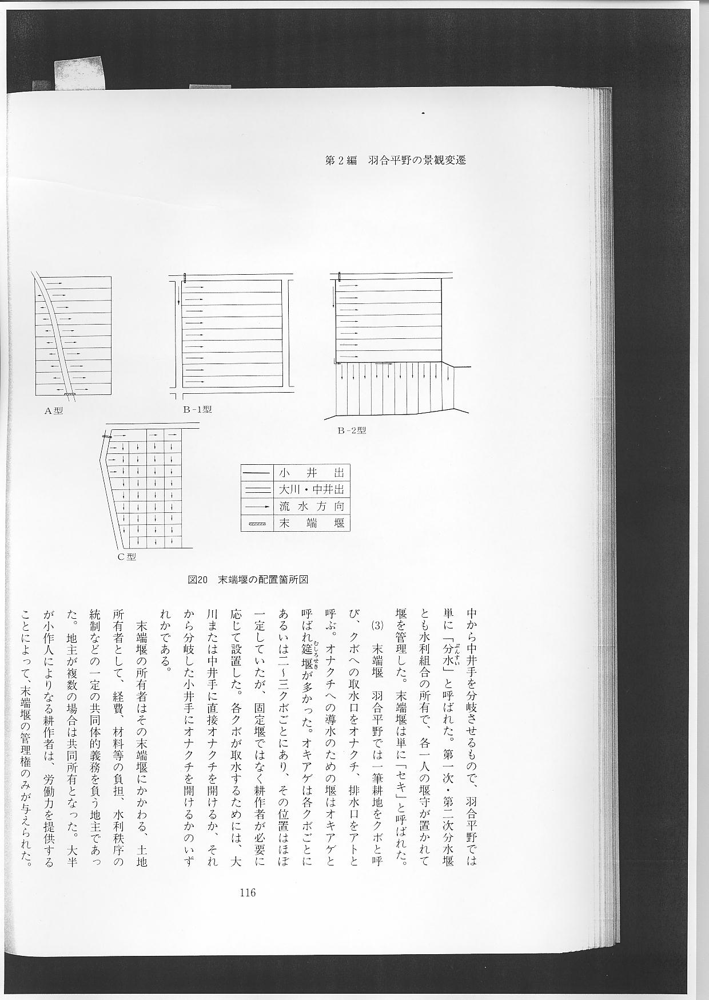 第2編　羽合平野の景観変遷
A型
B-1型
B-2型
C型
小井出
大川・中井出
流水方向
末端堰
図20　末端堰の配置箇所図
中から中井手を分岐させるもので、羽合平野では
単に「分水」と呼ばれた。第一次・第二次分水堰
ぶんすい
とも水利組合の所有で、各一人の堰守が置かれて
堰を管理した。末端堰は単に「セキ」と呼ばれた。
(3)　末端堰　羽合平野では一筆耕地をクボと呼
び、クボへの取水口をオナクチ、排水口をアトと
呼ぶ。オナクチへの導水のための堰はオキアゲと
呼ばれ筵堰が多かった。オキアゲは各クボごとに
むしろせき
あるいは二〜三クボごとにあり、その位置はほぼ
一定していたが、固定堰ではなく耕作者が必要に
応じて設置した。各クボが取水するためには、大
川または中井手に直接オナクチを開けるか、それ
から分岐した小井手にオナクチを開けるかのいず
れかである。
末端堰の所有者はその末端堰にかかわる、土地
所有者として、経費、材料等の負担、水利秩序の
統制などの一定の共同体的義務を負う地主であっ
た。地主が複数の場合は共同所有となった。大半
が小作人によりなる耕作者は、労働力を提供する
ことによって、末端堰の管理権のみが与えられた。
116